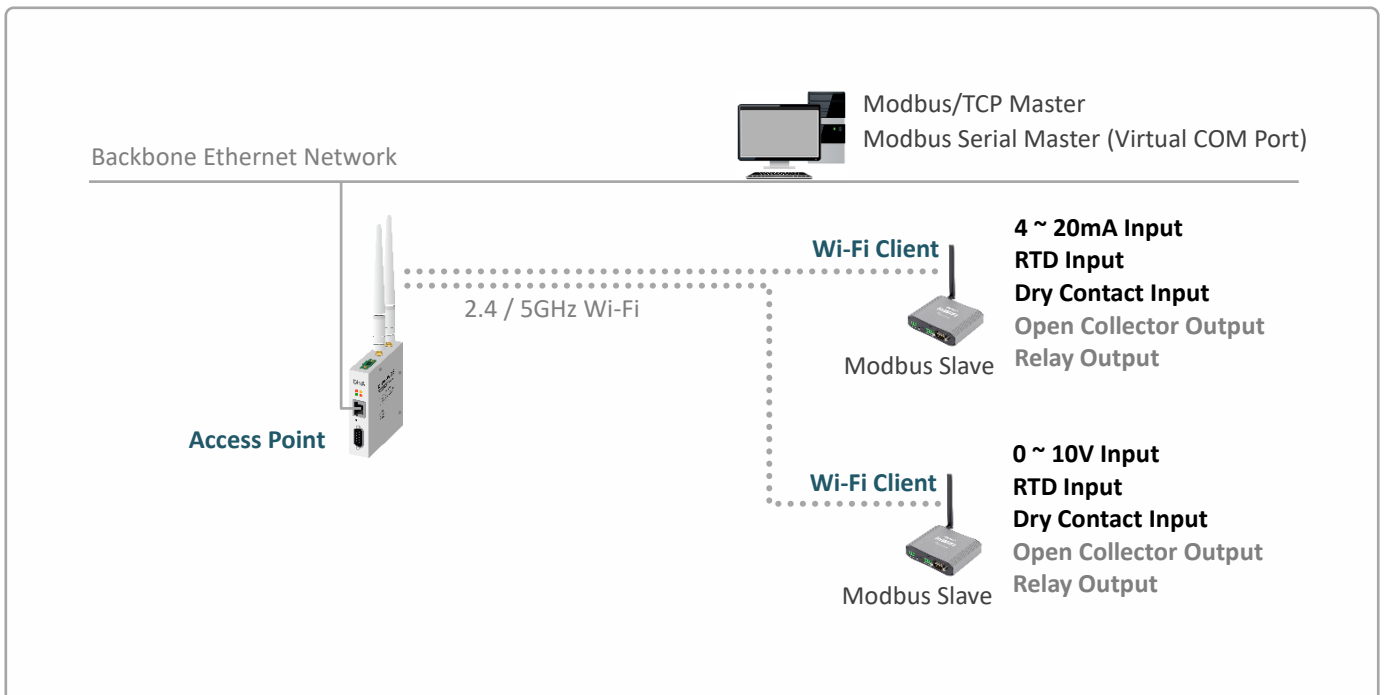 Modbus/TCP Master
Modbus Serial Master (Virtual COM Port)
Backbone Ethernet Network
Wi-Fi Client
4 ~ 20mA Input
RTD Input
Dry Contact Input
Open Collector Output
Relay Output
Modbus Slave
2.4 / 5GHz Wi-Fi
Access Point
Wi-Fi Client
0 ~ 10V Input
RTD Input
Dry Contact Input
Open Collector Output
Relay Output
Modbus Slave